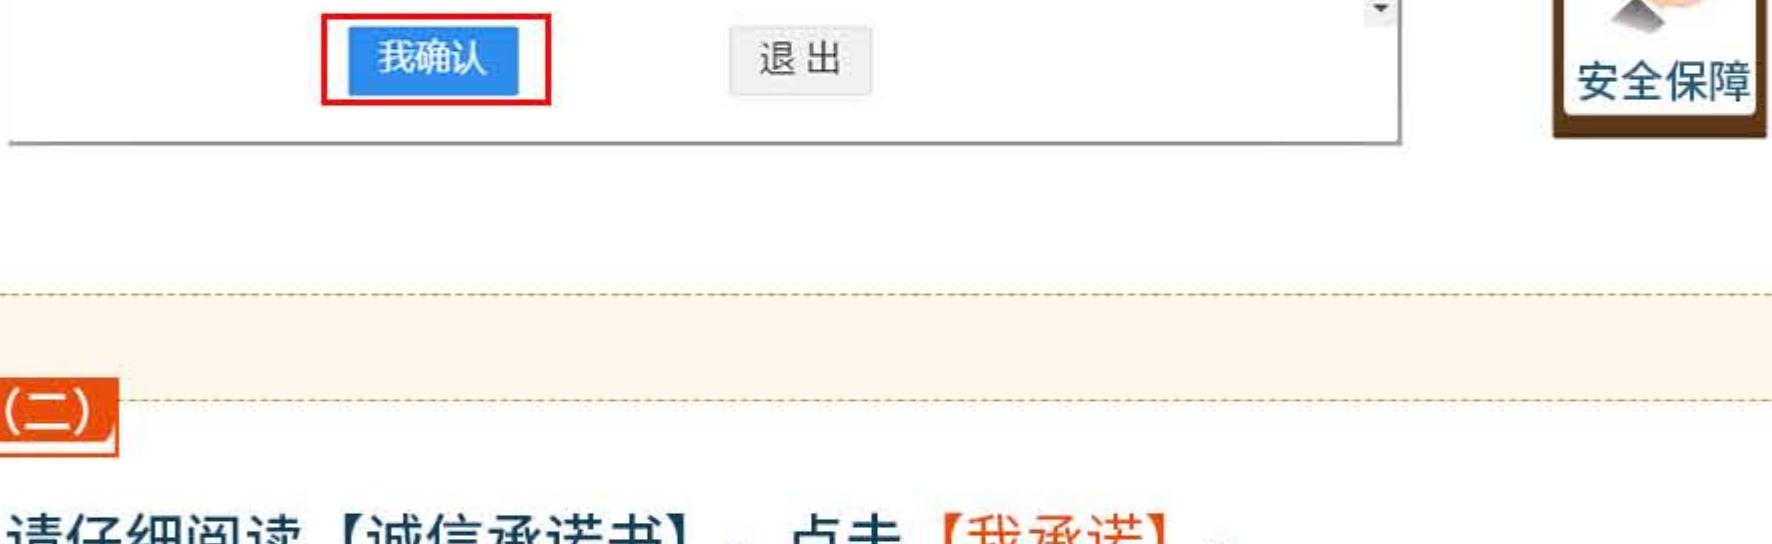 我确认
退 出
安全保障
(二)
请仔细阅读【诚信承诺书】,点击【我承诺】。